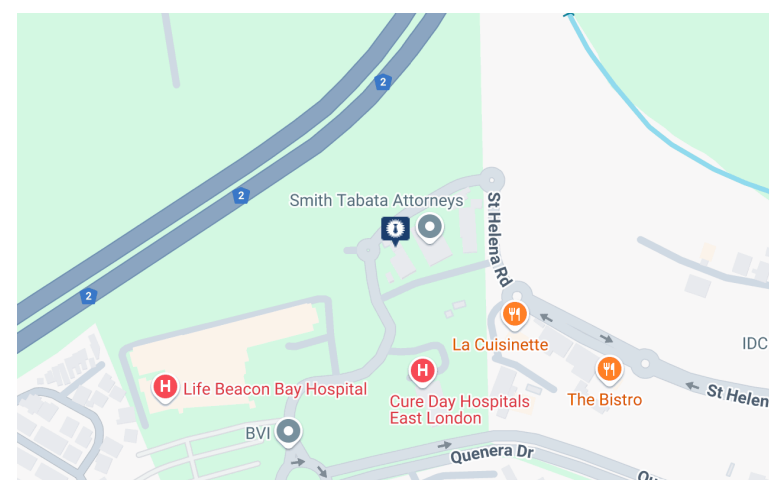 2
2
Smith Tabata Attorneys
St Helena Rd
2
La Cuisinette
IDC
H
Life Beacon Bay Hospital
H
The Bistro
St Helen
Cure Day Hospitals
East London
BVI
Quenera Dr
Qu